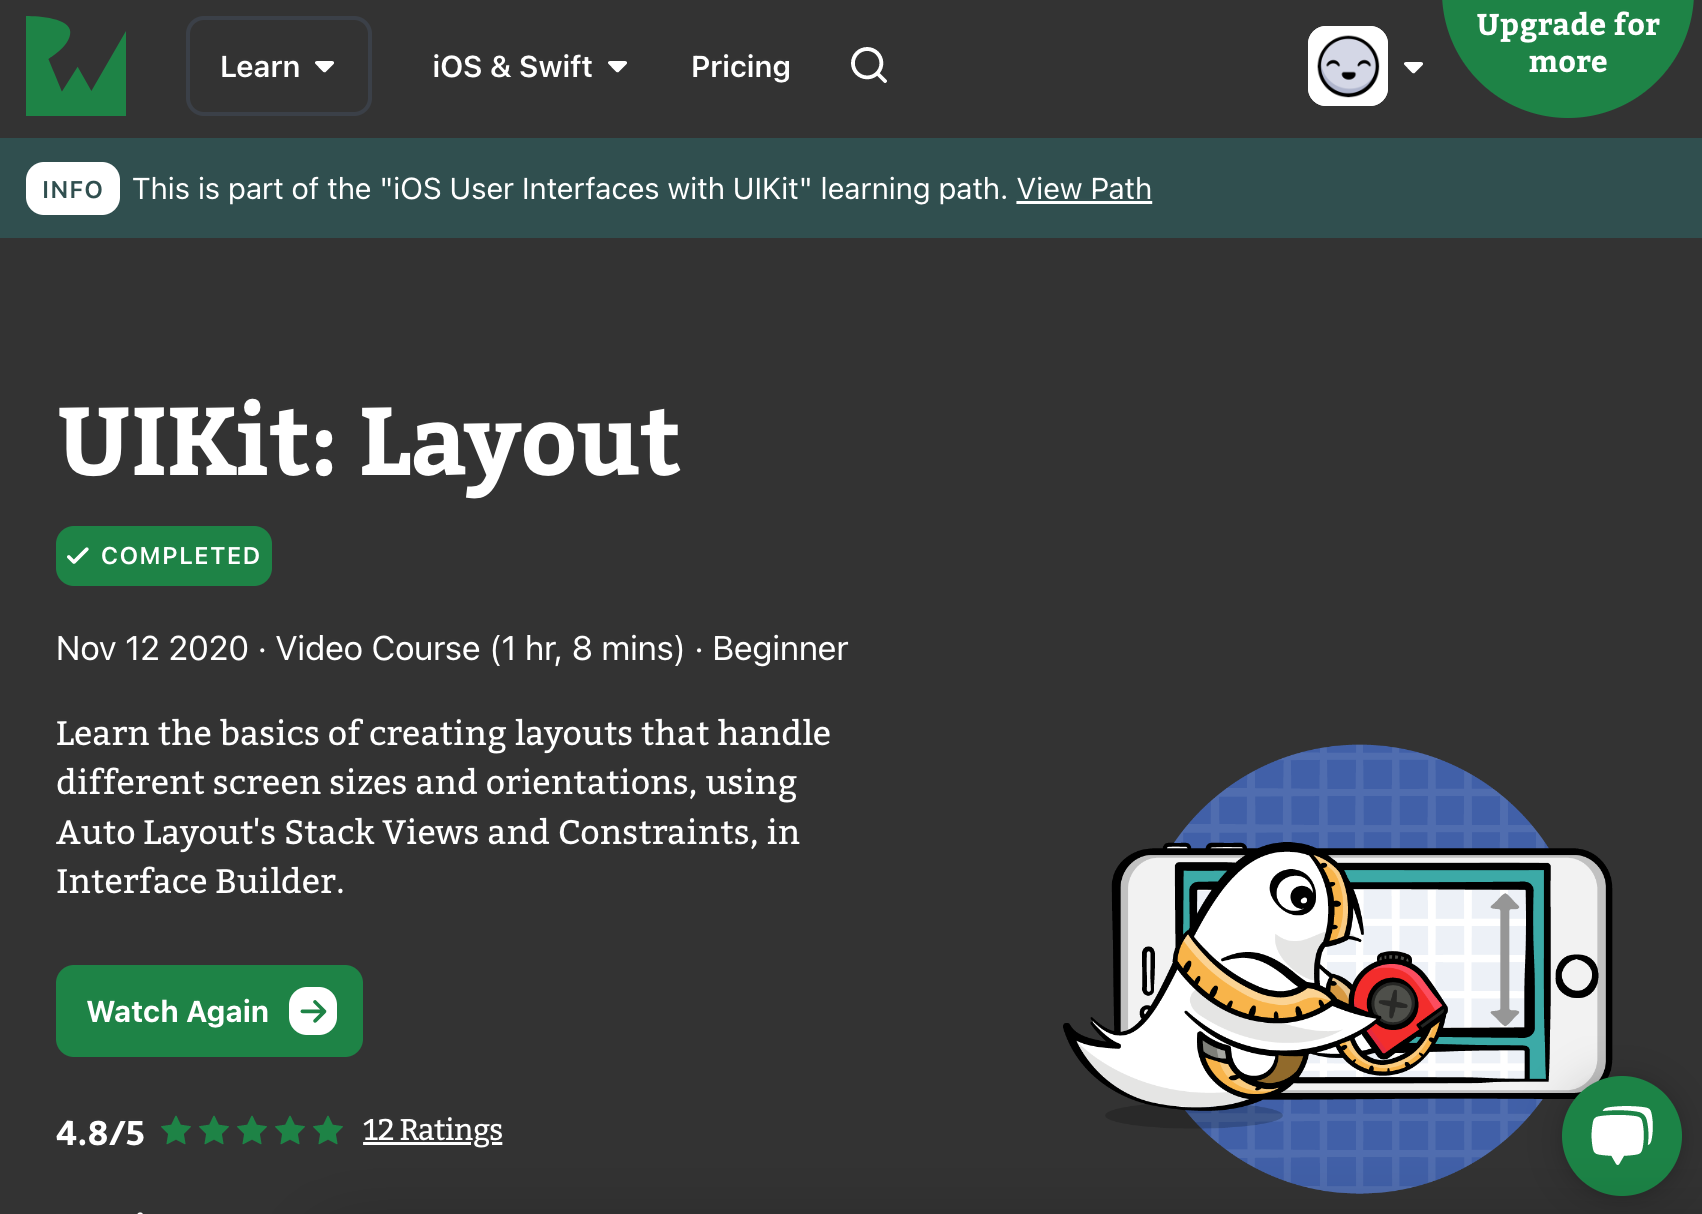 Learn
iOS & Swift
Pricing
Upgrade for
more
INFO
This is part of the "iOS User Interfaces with UIKit" learning path. View Path
UIKit: Layout
COMPLETED
Nov 12 2020 · Video Course (1 hr, 8 mins) · Beginner
Learn the basics of creating layouts that handle
different screen sizes and orientations, using
Auto Layout's Stack Views and Constraints, in
Interface Builder.
Watch Again
4.8/5
12 Ratings